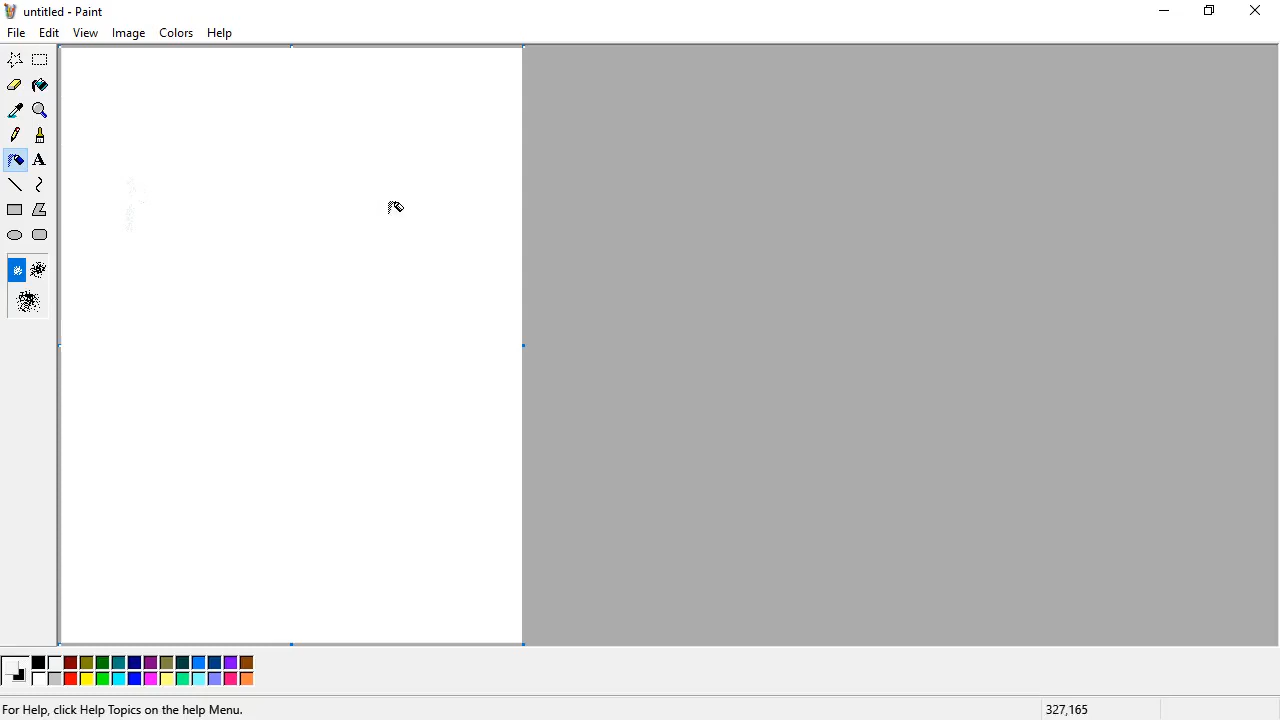 untitled - Paint
File Edit View Image Colors Help
A
For Help, click Help Topics on the help Menu.
327,165